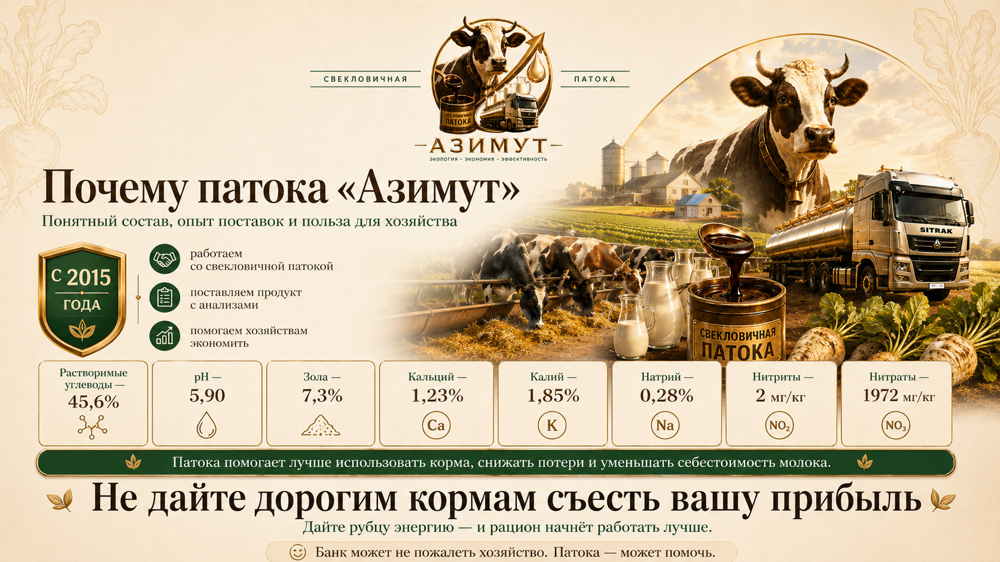 СВЕКЛОВИЧНАЯ
ПАТОКА
СВЕКЛОВИЧНАЯ
ПАТОКА
АЗИМУТ
ЭКОЛОГИЯ • ЭКОНОМИЯ • ЭФФЕКТИВНОСТЬ
Почему патока «Азимут»
Понятный состав, опыт поставок и польза для хозяйства
С 2015
ГОДА
работаем
со свекловичной патокой
поставляем продукт
с анализами
помогаем хозяйствам
экономить
SITRAK
СВЕКЛОВИЧНАЯ
ПАТОКА
Растворимые
углеводы —
45,6%
pH —
5,90
Зола —
7,3%
Кальций —
1,23%
Ca
Калий —
1,85%
K
Натрий —
0,28%
Na
Нитриты —
2 мг/кг
NO₂
Нитраты —
1972 мг/кг
NO₃
Патока помогает лучше использовать корма, снижать потери и уменьшать себестоимость молока.
Не дайте дорогим кормам съесть вашу прибыль
Дайте рубцу энергию — и рацион начнёт работать лучше.
Банк может не пожалеть хозяйство. Патока — может помочь.